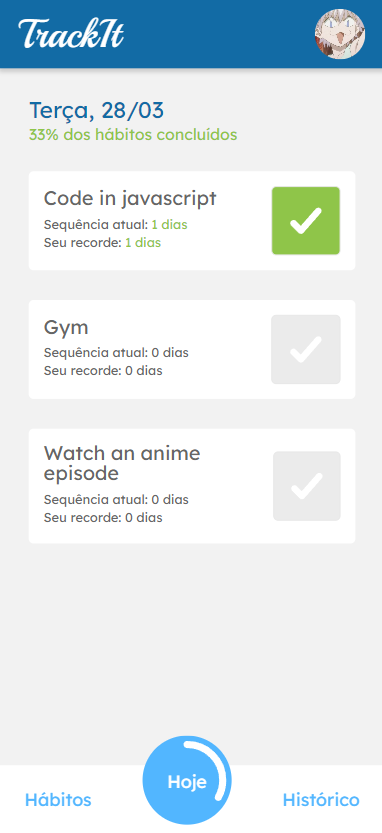 TrackIt
Terça, 28/03
33% dos hábitos concluídos
Code in javascript
Sequência atual: 1 dias
Seu recorde: 1 dias
Gym
Sequência atual: 0 dias
Seu recorde: 0 dias
Watch an anime
episode
Sequência atual: 0 dias
Seu recorde: 0 dias
Hábitos
Hoje
Histórico